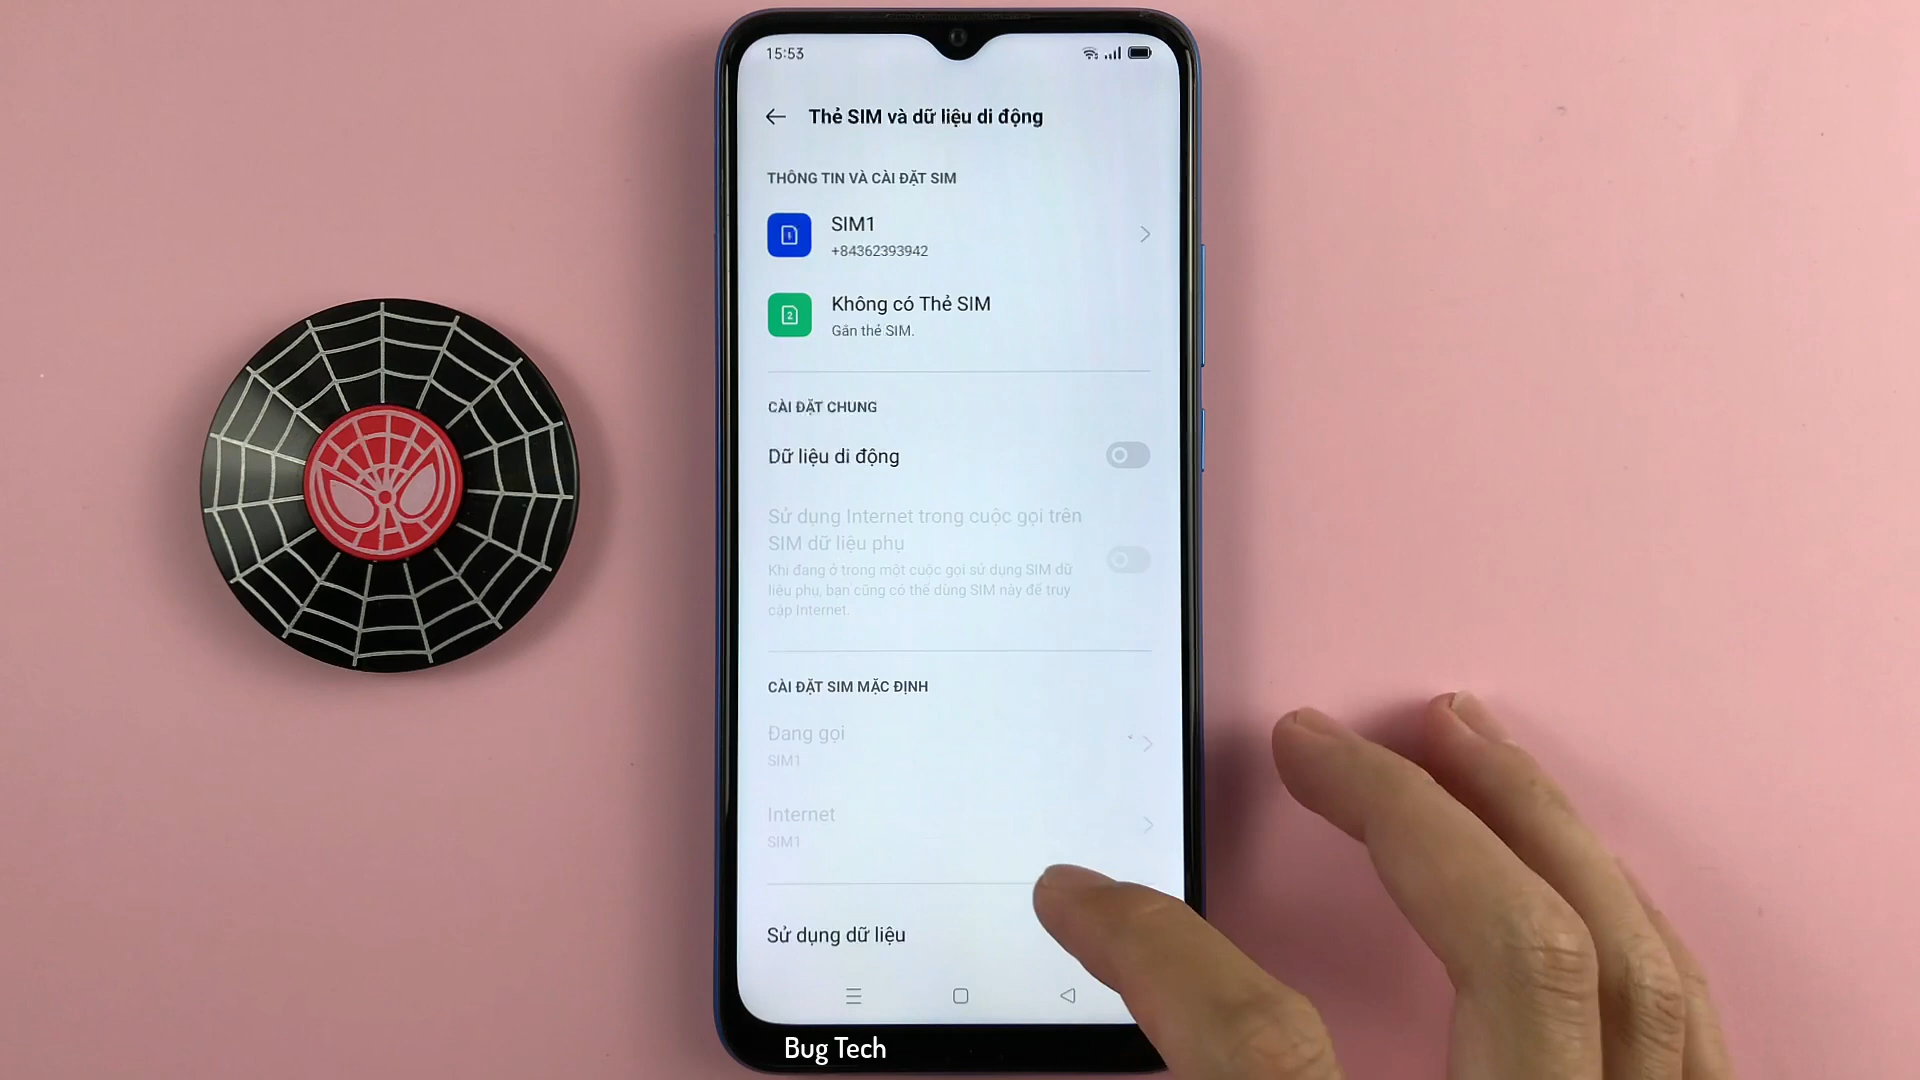 15:53
Thẻ SIM và dữ liệu di động
THÔNG TIN VÀ CÀI ĐẶT SIM
SIM1
+84362393942
Không có Thẻ SIM
Gắn thẻ SIM.
CÀI ĐẶT CHUNG
Dữ liệu di động
Sử dụng Internet trong cuộc gọi trên
SIM dữ liệu phụ
Khi đang ở trong một cuộc gọi sử dụng SIM dữ
liệu phụ, bạn cũng có thể dùng SIM này để truy
cập Internet.
CÀI ĐẶT SIM MẶC ĐỊNH
Đang gọi
SIM1
Internet
SIM1
Sử dụng dữ liệu
Bug Tech